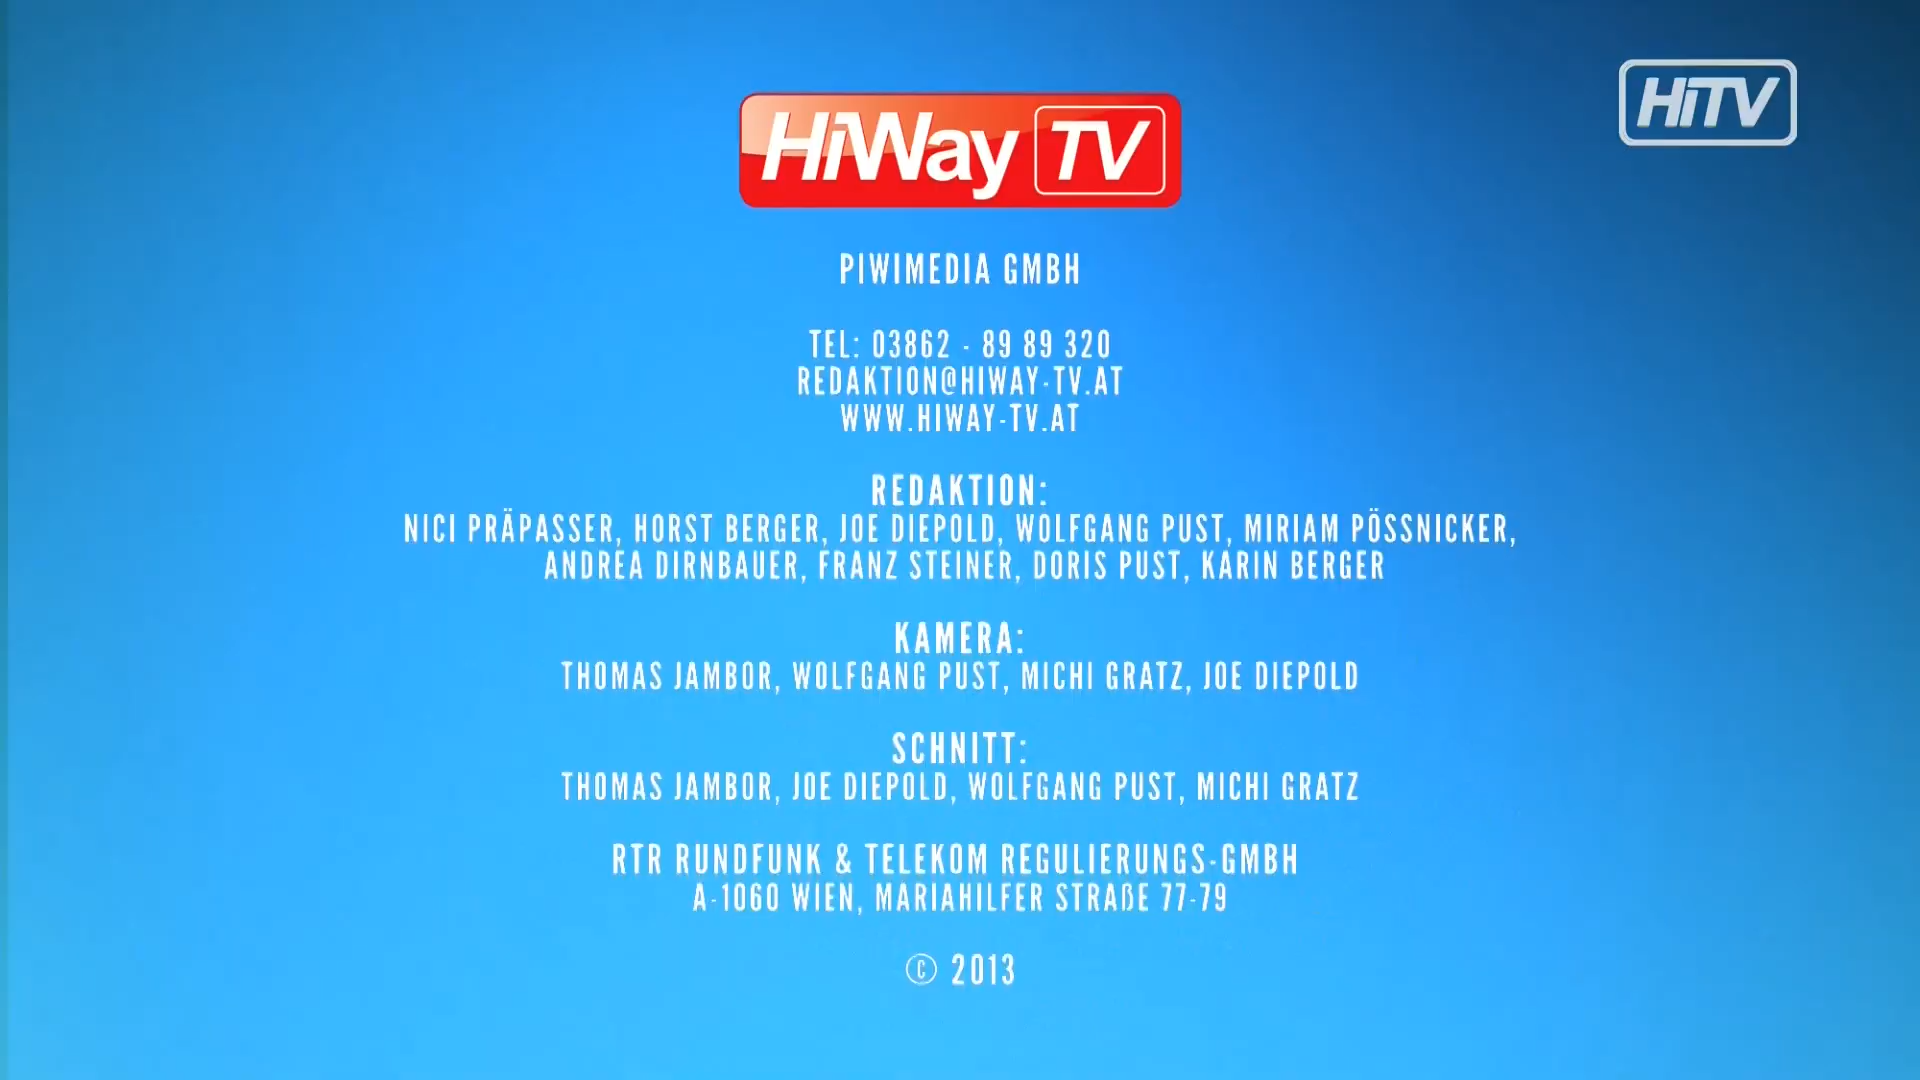 HiWay TV
HiTV
PIWIMEDIA GMBH
TEL: 03862 - 89 89 320
REDAKTION@HIWAY-TV.AT
WWW.HIWAY-TV.AT
REDAKTION:
NICI PRÄPASSER, HORST BERGER, JOE DIEPOLD, WOLFGANG PUST, MIRIAM PÖSSNICKER,
ANDREA DIRNBAUER, FRANZ STEINER, DORIS PUST, KARIN BERGER
KAMERA:
THOMAS JAMBOR, WOLFGANG PUST, MICHI GRATZ, JOE DIEPOLD
SCHNITT:
THOMAS JAMBOR, JOE DIEPOLD, WOLFGANG PUST, MICHI GRATZ
RTR RUNDFUNK & TELEKOM REGULIERUNGS-GMBH
A-1060 WIEN, MARIAHILFER STRAßE 77-79
© 2013